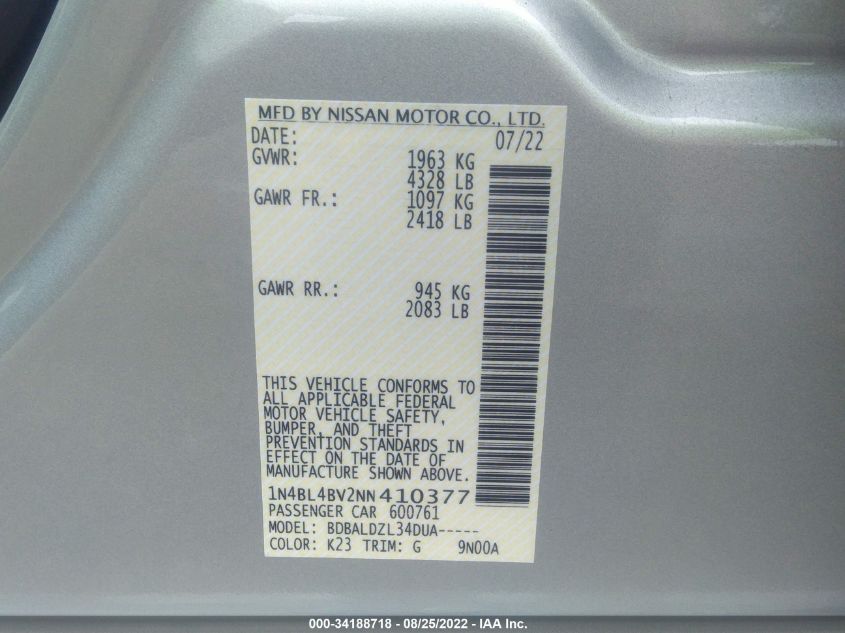 MFD BY NISSAN MOTOR CO., LTD.
DATE: 07/22
GVWR: 1963 KG
4328 LB
GAWR FR.: 1097 KG
2418 LB
GAWR RR.: 945 KG
2083 LB
THIS VEHICLE CONFORMS TO
ALL APPLICABLE FEDERAL
MOTOR VEHICLE SAFETY,
BUMPER, AND THEFT
PREVENTION STANDARDS IN
EFFECT ON THE DATE OF
MANUFACTURE SHOWN ABOVE.
1N4BL4BV2NN410377
PASSENGER CAR 600761
MODEL: BDBALDZL34DUA-----
COLOR: K23 TRIM: G 9N00A
000-34188718 - 08/25/2022 - IAA Inc.